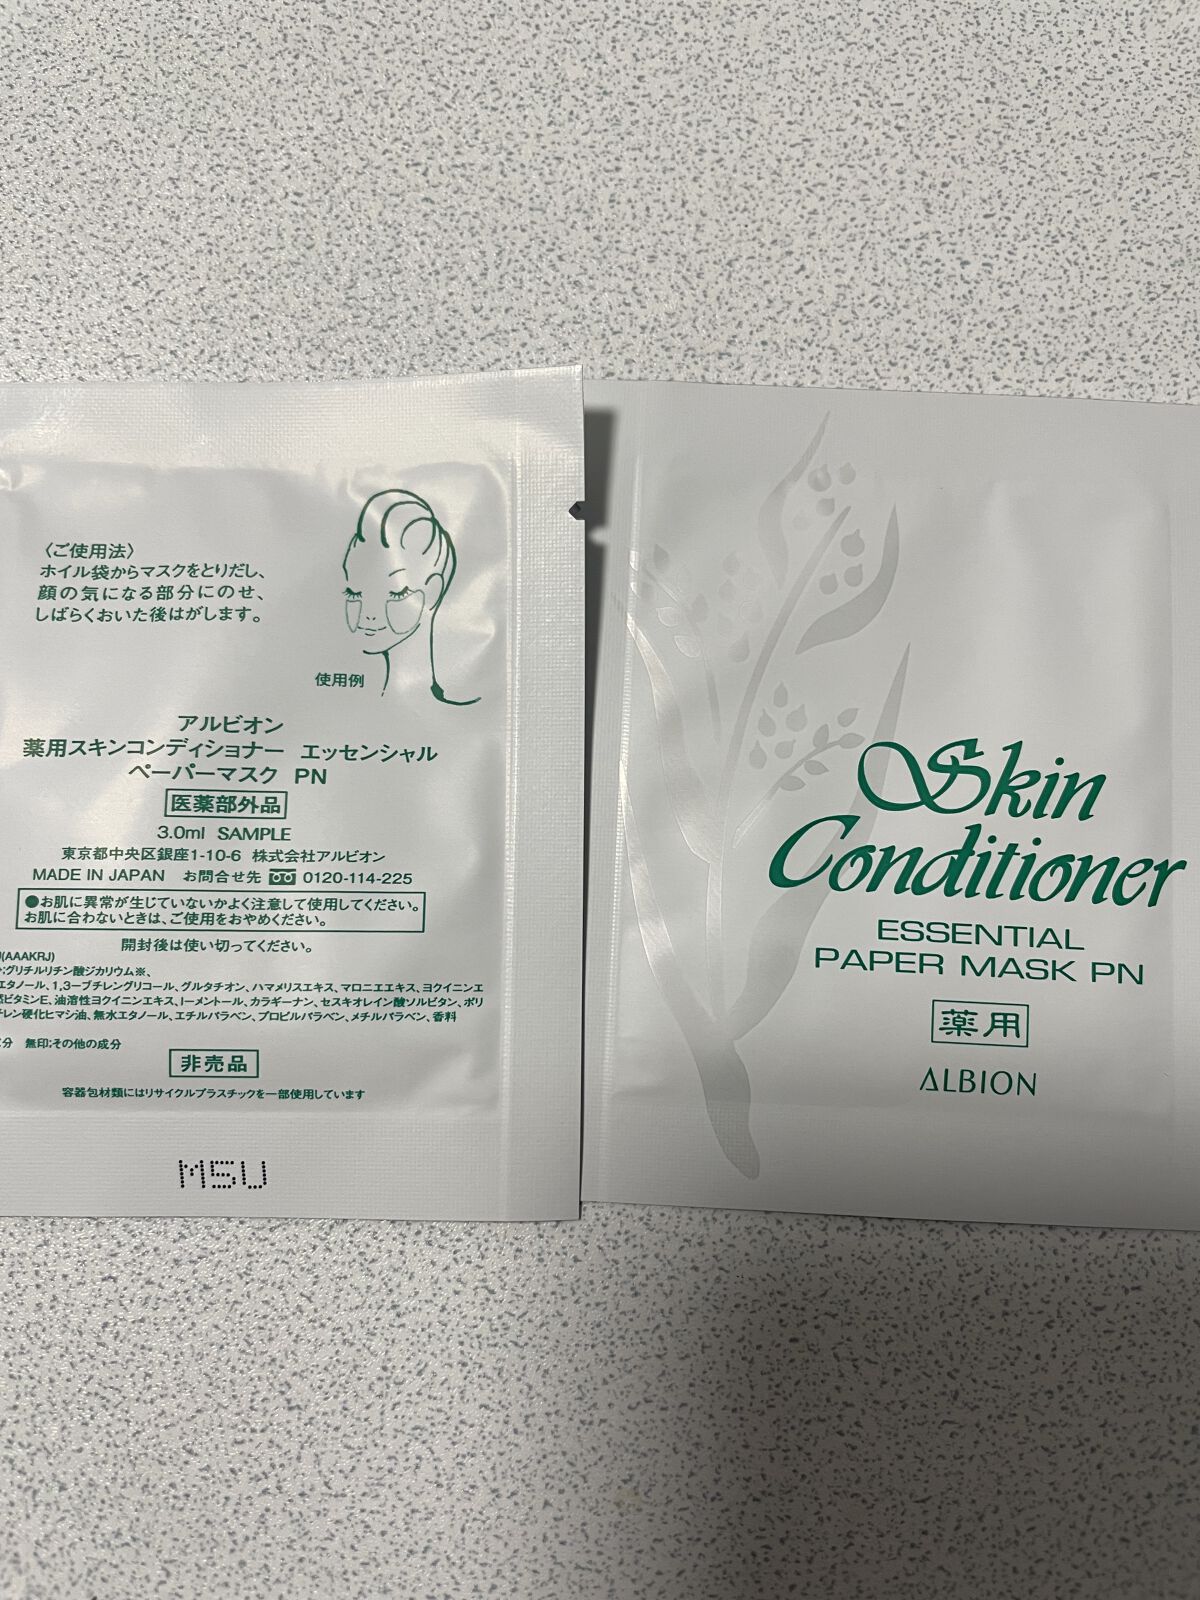 〈ご使用法〉
ホイル袋からマスクをとりだし、
顔の気になる部分にのせ、
しばらくおいた後はがします。
使用例
アルビオン
薬用スキンコンディショナー エッセンシャル
ペーパーマスク PN
医薬部外品
3.0ml SAMPLE
東京都中央区銀座1-10-6 株式会社アルビオン
MADE IN JAPAN お問合せ先 0120-114-225
●お肌に異常が生じていないかよく注意して使用してください。
お肌に合わないときは、ご使用をおやめください。
開封後は使い切ってください。
(AAAKRJ)
グリチルリチン酸ジカリウム※、
エタノール、1,3-ブチレングリコール、グルタチオン、ハマメリスエキス、マロニエエキス、ヨクイニンエ
ビタミンE、油溶性ヨクイニンエキス、l-メントール、カラギーナン、セスキオレイン酸ソルビタン、ポリ
レン硬化ヒマシ油、無水エタノール、エチルパラベン、プロピルパラベン、メチルパラベン、香料
分 無印:その他の成分
非売品
容器包材類にはリサイクルプラスチックを一部使用しています
M5U
Skin
Conditioner
ESSENTIAL
PAPER MASK PN
薬用
ALBION